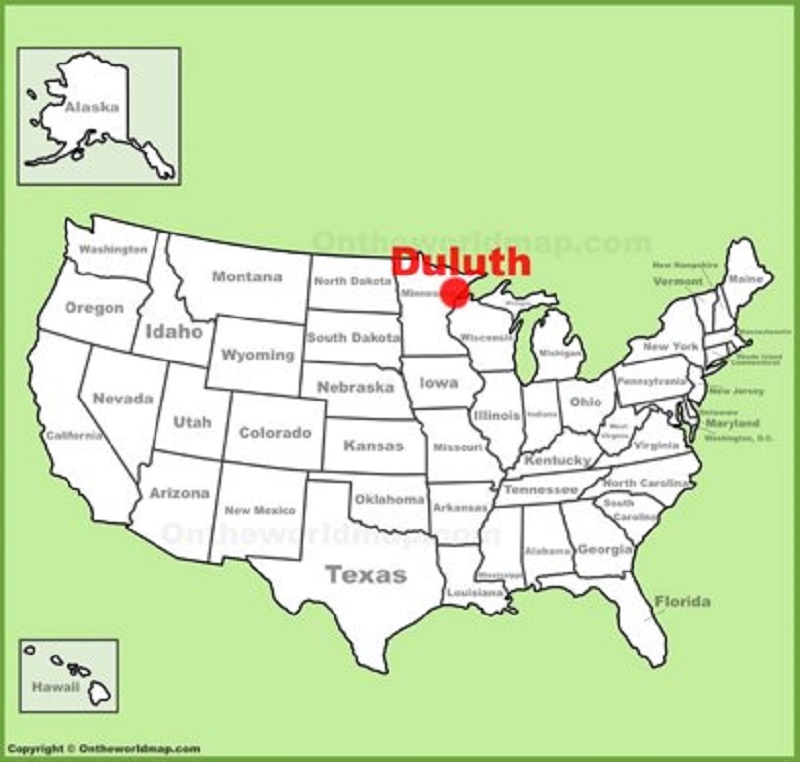 Alaska
Ontheworldmap.com
Duluth
Washington
Montana
North Dakota
Minnes
New Hampshire
Vermont
Maine
Oregon
Idaho
South Dakota
Wisconsin
Michigan
New York
Massachusetts
Rhode Island
Connecticut
Wyoming
Nebraska
Iowa
Pennsylvania
New Jersey
Nevada
Utah
Colorado
Illinois
Indiana
Ohio
Delaware
Maryland
Washington, D.C.
California
Kansas
Missouri
West
Virginia
Virginia
Kentucky
Arizona
New Mexico
Oklahoma
Arkansas
Tennessee
North Carolina
South
Carolina
Ontheworldmap.com
Texas
Mississippi
Alabama
Georgia
Louisiana
Florida
Hawaii
Copyright © Ontheworldmap.com